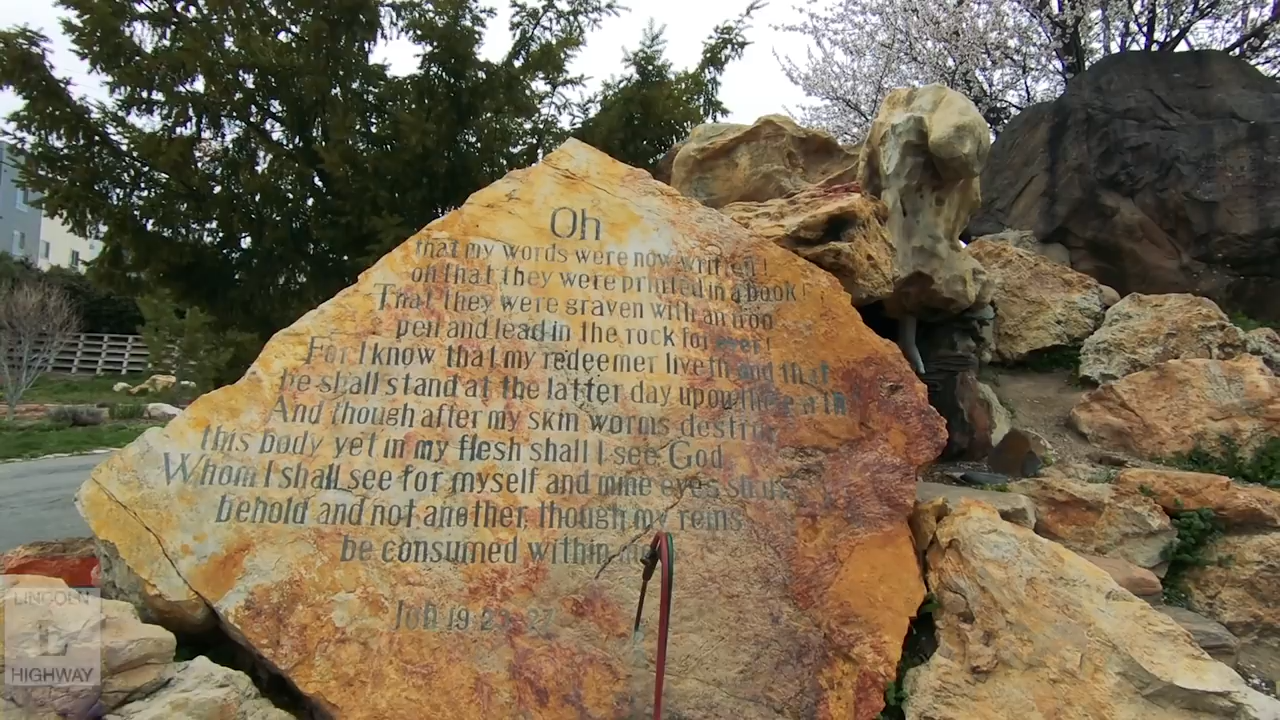 Oh
that my words were now written!
oh that they were printed in a book!
That they were graven with an iron
pen and lead in the rock for ever!
For I know that my redeemer liveth and that
he shall stand at the latter day upon the
And though after my skin worms destroy
this body yet in my flesh shall I see God
Whom I shall see for myself and mine eyes shall
behold and not another, though my reins
be consumed within me
Job 19 23 27
LINCOLN
L
HIGHWAY